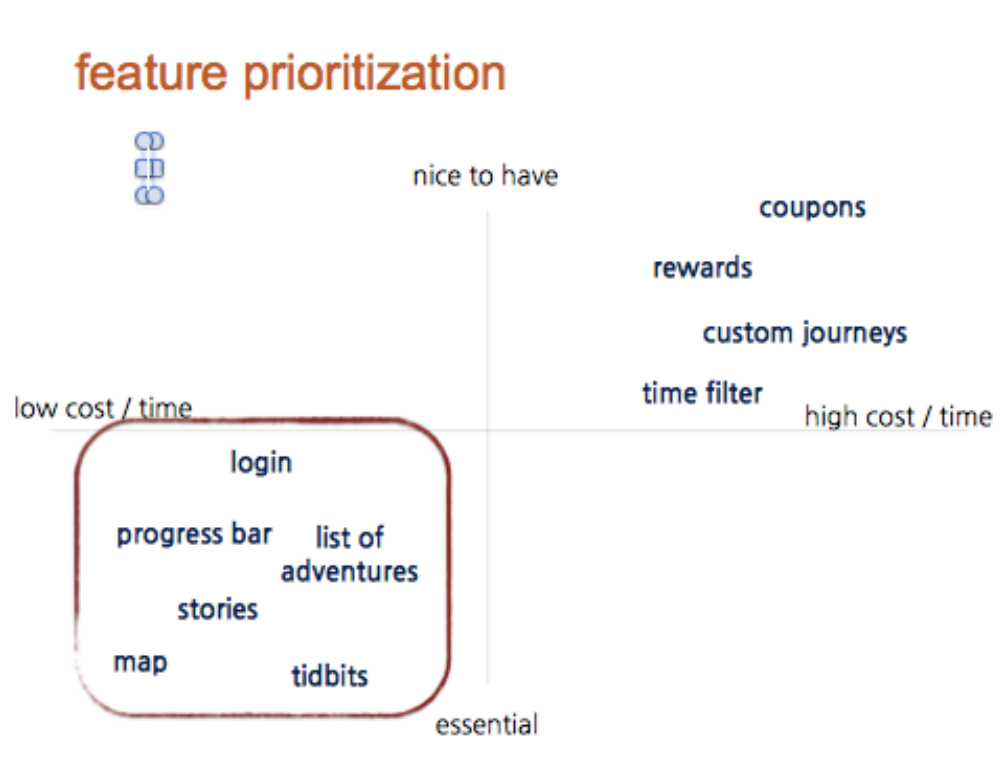 feature prioritization
nice to have
coupons
rewards
custom journeys
time filter
low cost / time
high cost / time
login
progress bar
list of
adventures
stories
map
tidbits
essential